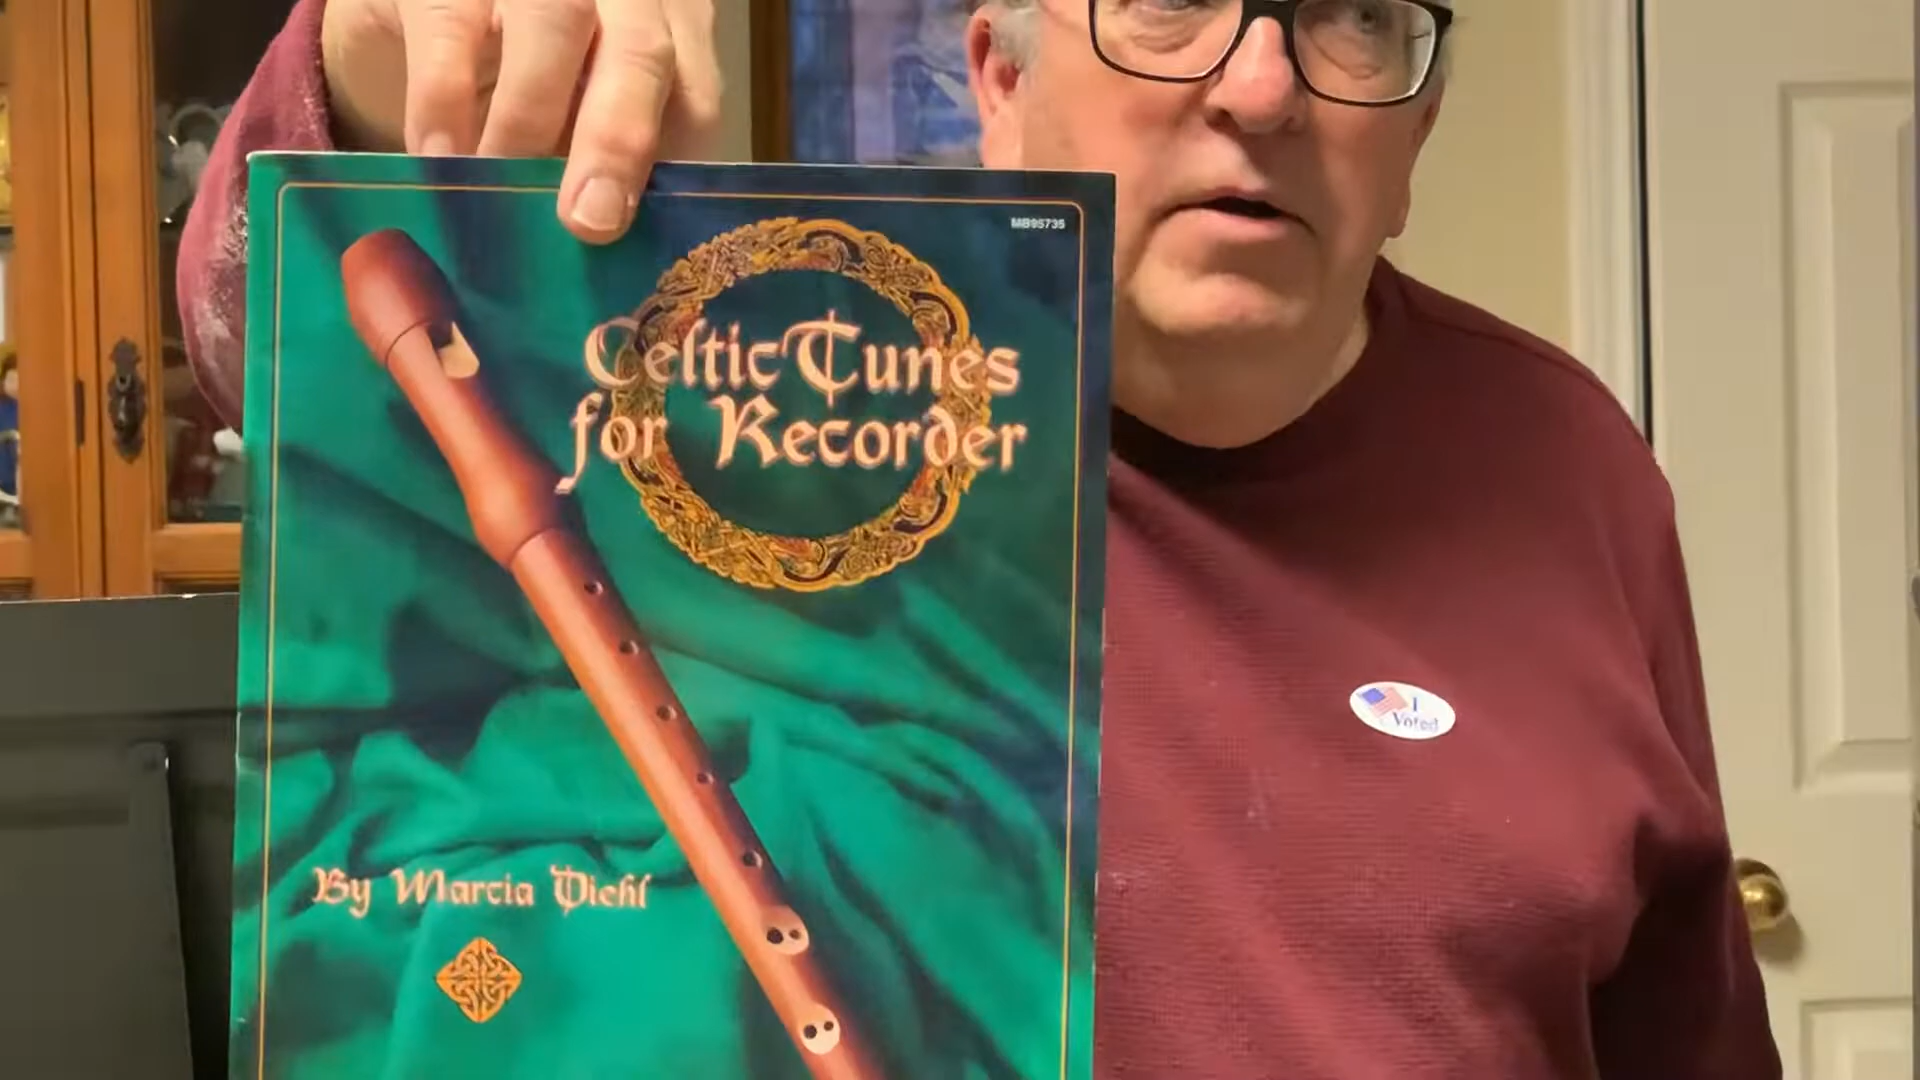 MB95735
Celtic Tunes
for Recorder
By Marcia Diehl
I
Voted